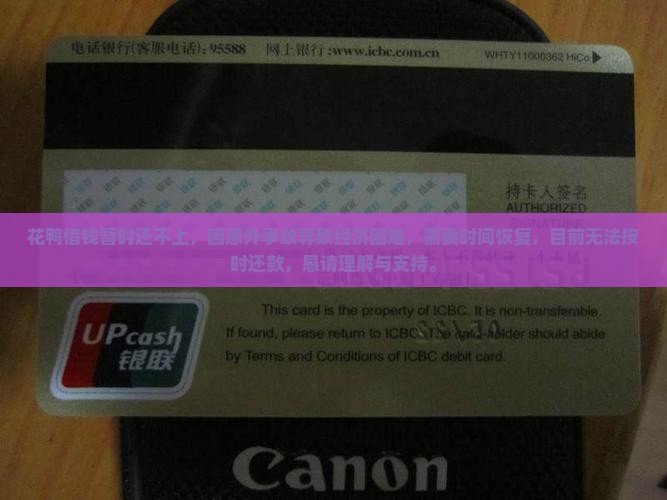 电话银行(客服电话):95588 网上银行:www.icbc.com.cn
WHTY11000362 HiCo
持卡人签名
AUTHORIZED
SIGNATURE
花鸭借钱暂时还不上,因意外事故导致经济困难,需要时间恢复,目前无法按
时还款,恳请理解与支持。
This card is the property of ICBC. It is non-transferable.
If found, please return to ICBC. The card-holder should abide
by Terms and Conditions of ICBC debit card.
UPcash
银联
Canon